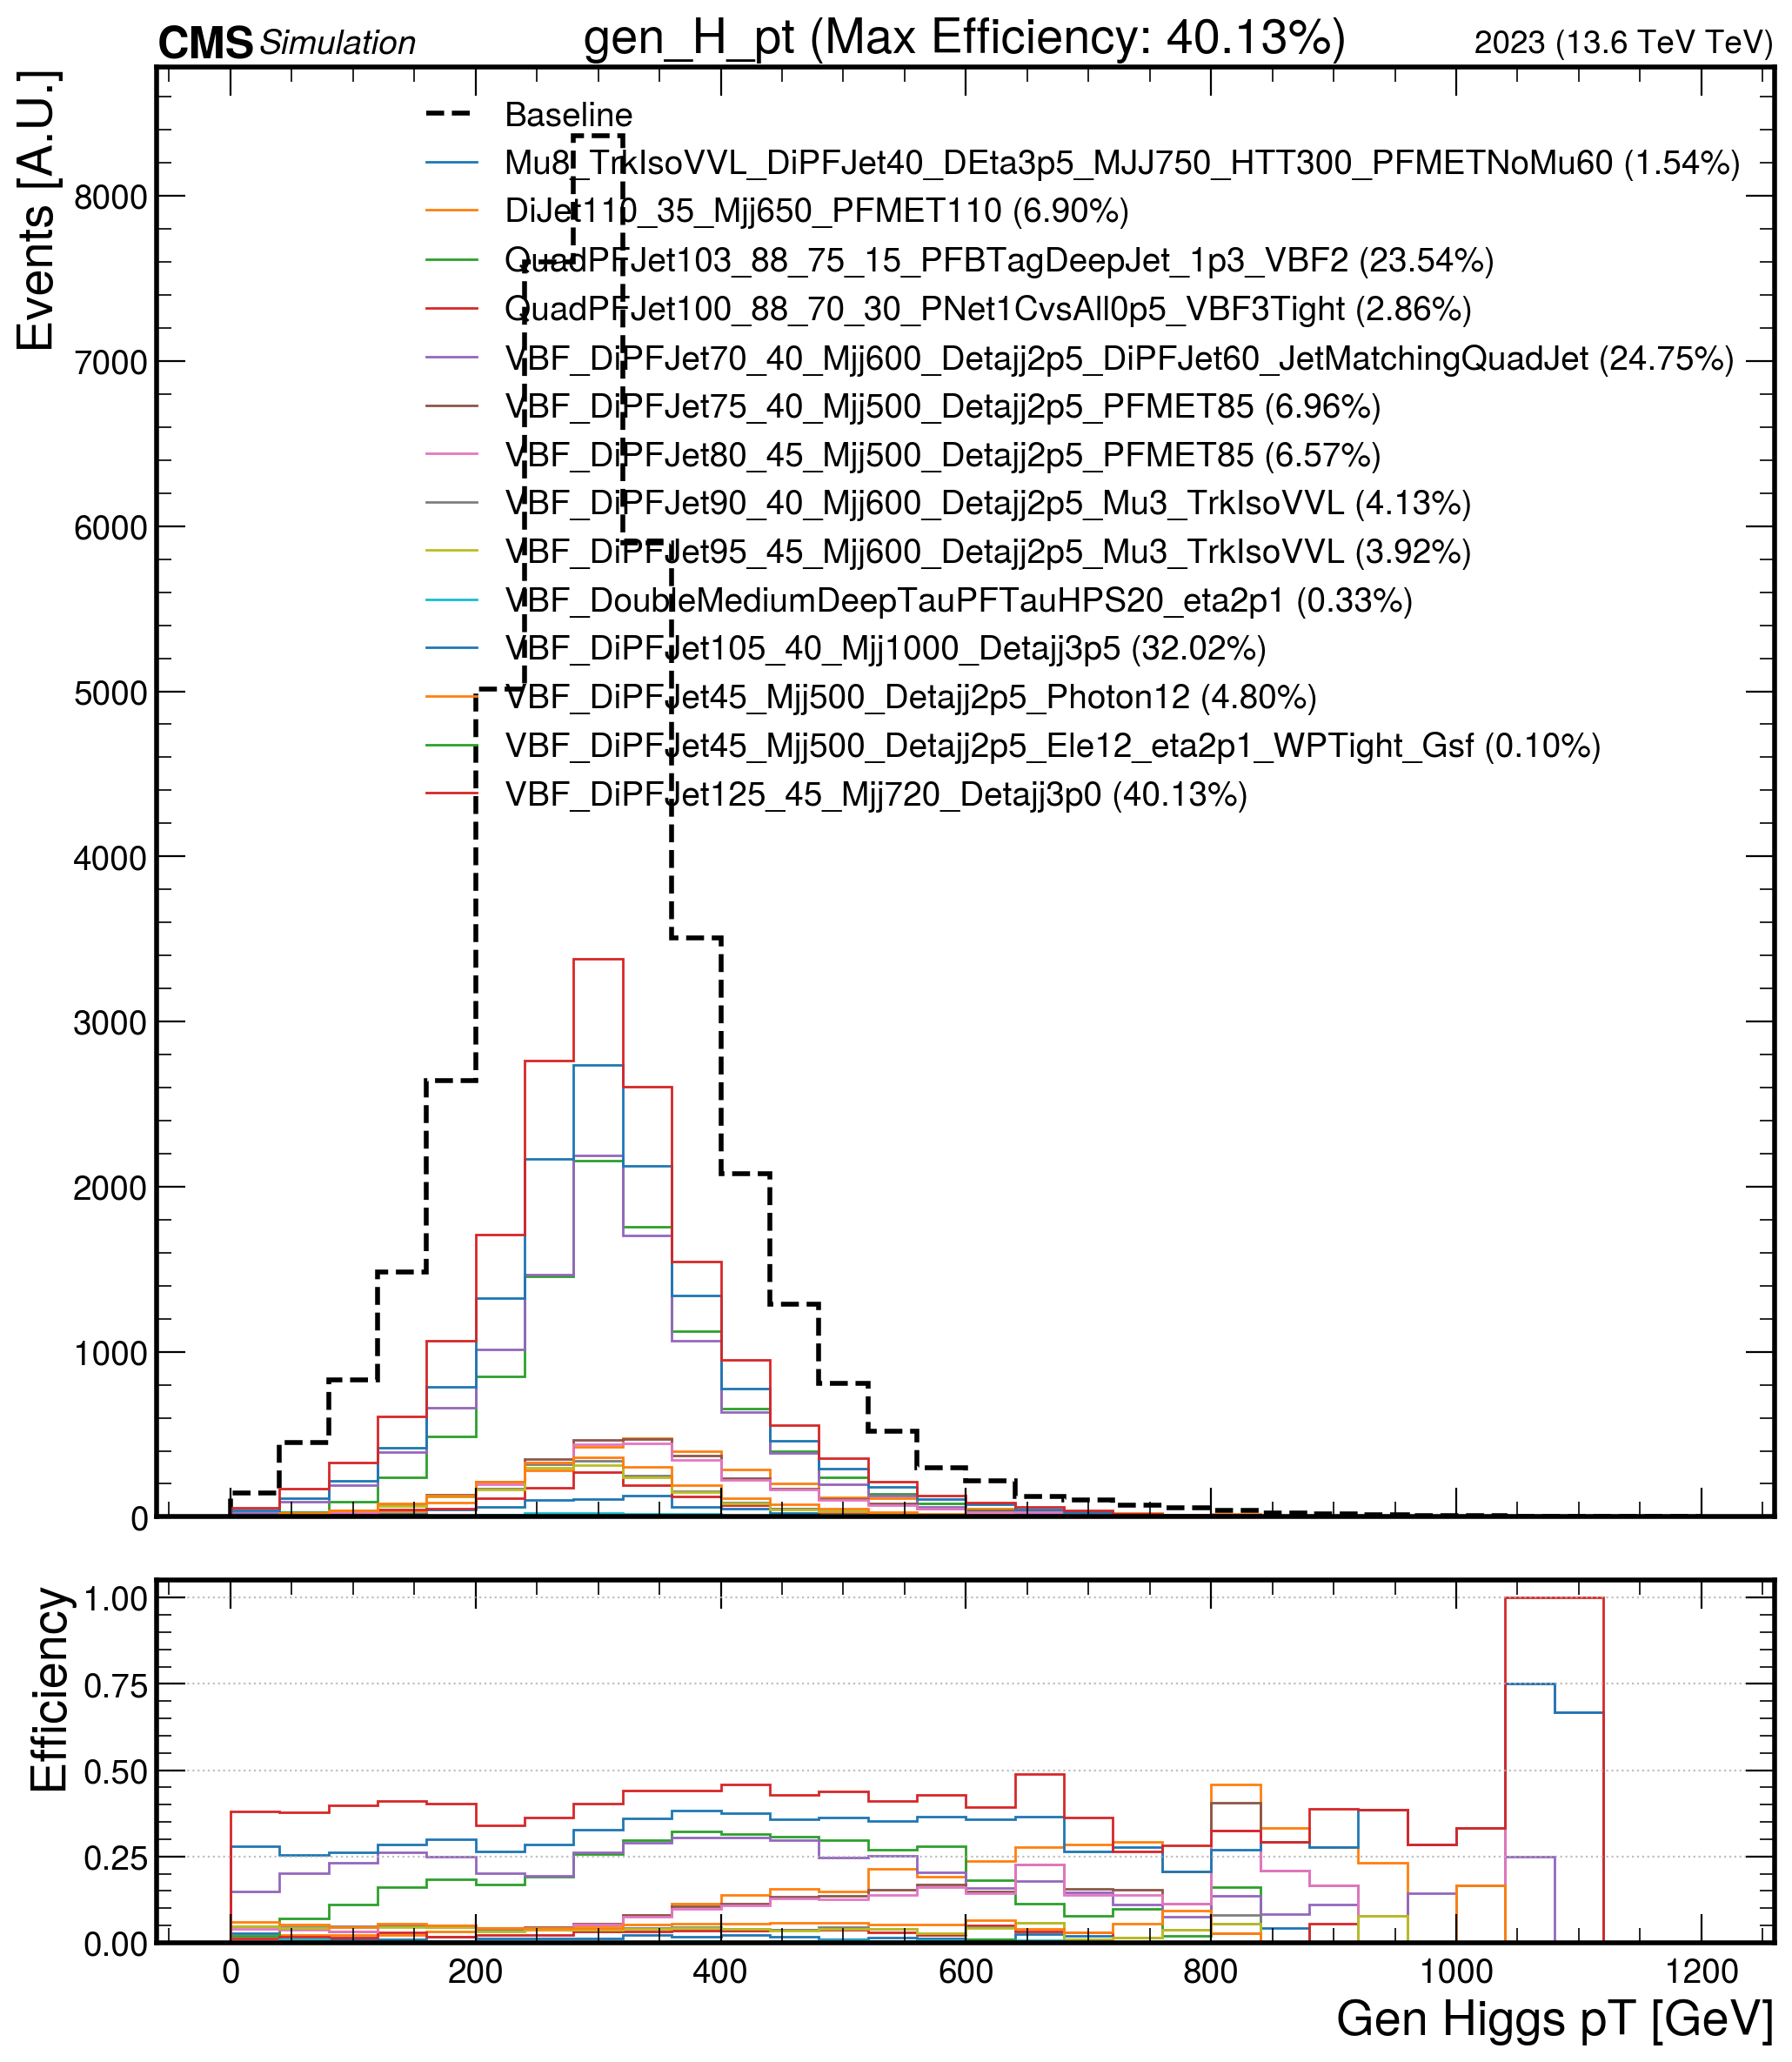 CMS Simulation gen_H_pt (Max Efficiency: 40.13%) 2023 (13.6 TeV TeV)
Events [A.U.]
Baseline
Mu8_TrkIsoVVL_DiPFJet40_DEta3p5_MJJ750_HTT300_PFMETNoMu60 (1.54%)
DiJet110_35_Mjj650_PFMET110 (6.90%)
QuadPFJet103_88_75_15_PFBTagDeepJet_1p3_VBF2 (23.54%)
QuadPFJet100_88_70_30_PNet1CvsAll0p5_VBF3Tight (2.86%)
VBF_DiPFJet70_40_Mjj600_Detajj2p5_DiPFJet60_JetMatchingQuadJet (24.75%)
VBF_DiPFJet75_40_Mjj500_Detajj2p5_PFMET85 (6.96%)
VBF_DiPFJet80_45_Mjj500_Detajj2p5_PFMET85 (6.57%)
VBF_DiPFJet90_40_Mjj600_Detajj2p5_Mu3_TrkIsoVVL (4.13%)
VBF_DiPFJet95_45_Mjj600_Detajj2p5_Mu3_TrkIsoVVL (3.92%)
VBF_DoubleMediumDeepTauPFTauHPS20_eta2p1 (0.33%)
VBF_DiPFJet105_40_Mjj1000_Detajj3p5 (32.02%)
VBF_DiPFJet45_Mjj500_Detajj2p5_Photon12 (4.80%)
VBF_DiPFJet45_Mjj500_Detajj2p5_Ele12_eta2p1_WPTight_Gsf (0.10%)
VBF_DiPFJet125_45_Mjj720_Detajj3p0 (40.13%)
8000
7000
6000
5000
4000
3000
2000
1000
0
Efficiency
1.00
0.75
0.50
0.25
0.00
0 200 400 600 800 1000 1200
Gen Higgs pT [GeV]